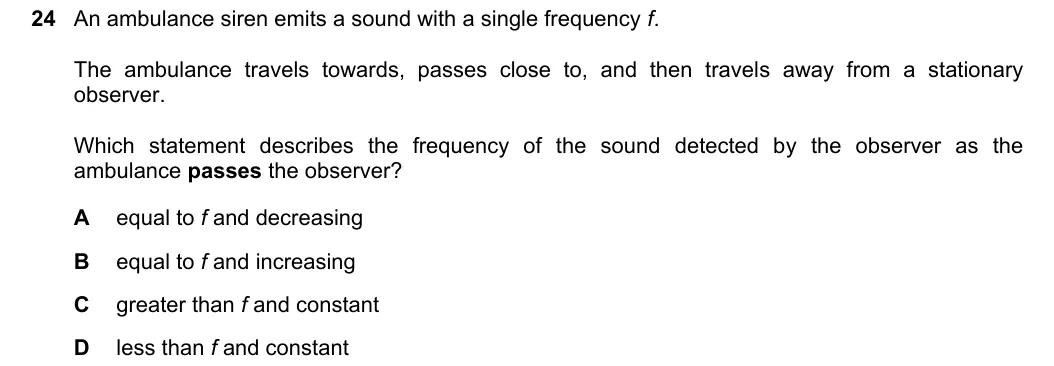 24 An ambulance siren emits a sound with a single frequency f.
The ambulance travels towards, passes close to, and then travels away from a stationary
observer.
Which statement describes the frequency of the sound detected by the observer as the
ambulance passes the observer?
A equal to f and decreasing
B equal to f and increasing
C greater than f and constant
D less than f and constant